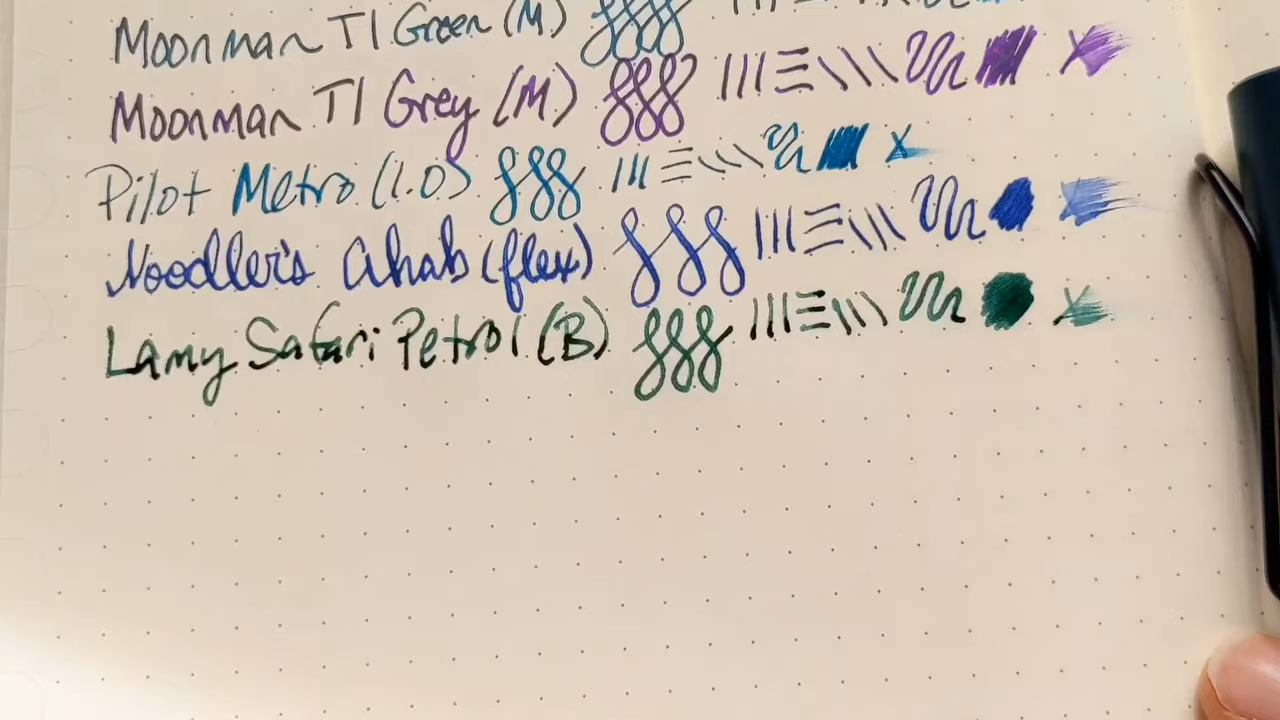 Moonman T1 Green (M)
Moonman T1 Grey (M)
Pilot Metro (1.0)
Noodler's Ahab (flex)
Lamy Safari Petrol (B)